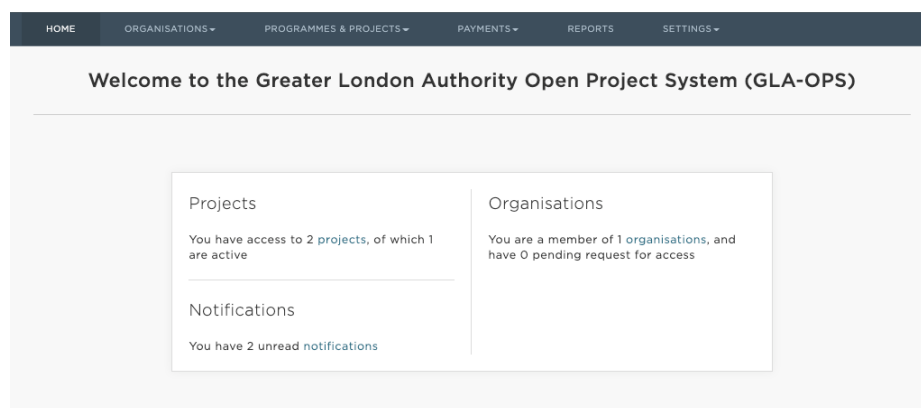 HOME ORGANISATIONS PROGRAMMES & PROJECTS PAYMENTS REPORTS SETTINGS
Welcome to the Greater London Authority Open Project System (GLA-OPS)
Projects
You have access to 2 projects, of which 1
are active
Notifications
You have 2 unread notifications
Organisations
You are a member of 1 organisations, and
have 0 pending request for access